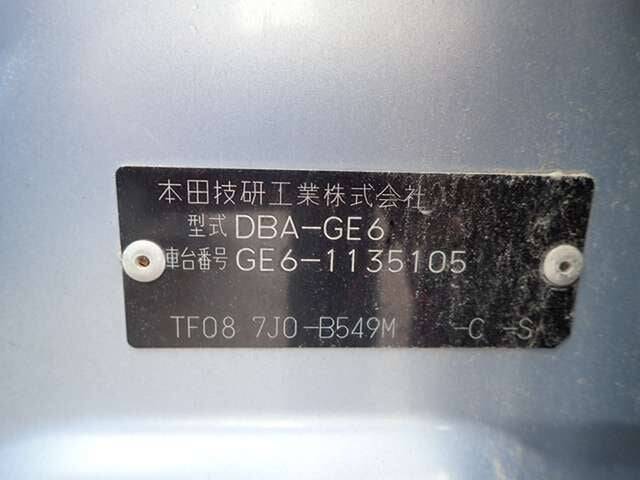 本田技研工業株式会社
型式 DBA-GE6
車台番号 GE6-1135105
TF08 7J0-B549M -C -S